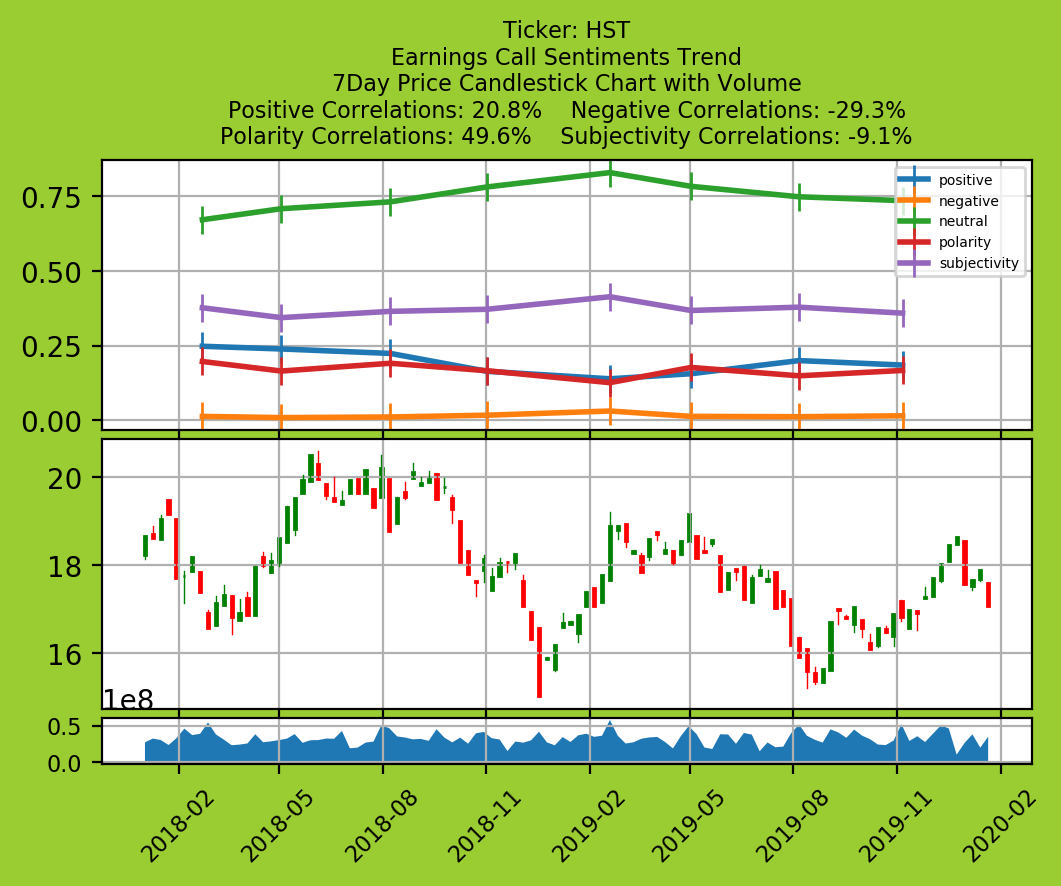 Ticker: HST
Earnings Call Sentiments Trend
7Day Price Candlestick Chart with Volume
Positive Correlations: 20.8%    Negative Correlations: -29.3%
Polarity Correlations: 49.6%    Subjectivity Correlations: -9.1%
0.75
0.50
0.25
0.00
positive
negative
neutral
polarity
subjectivity
20
18
16
1e8
0.5
0.0
2018-02
2018-05
2018-08
2018-11
2019-02
2019-05
2019-08
2019-11
2020-02